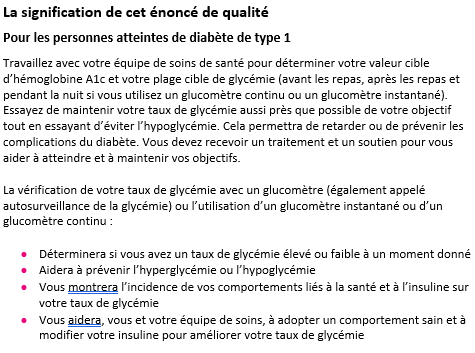 La signification de cet énoncé de qualité
Pour les personnes atteintes de diabète de type 1
Travaillez avec votre équipe de soins de santé pour déterminer votre valeur cible
d'hémoglobine A1c et votre plage cible de glycémie (avant les repas, après les repas et
pendant la nuit si vous utilisez un glucomètre continu ou un glucomètre instantané).
Essayez de maintenir votre taux de glycémie aussi près que possible de votre objectif
tout en essayant d'éviter l'hypoglycémie. Cela permettra de retarder ou de prévenir les
complications du diabète. Vous devez recevoir un traitement et un soutien pour vous
aider à atteindre et à maintenir vos objectifs.
La vérification de votre taux de glycémie avec un glucomètre (également appelé
autosurveillance de la glycémie) ou l'utilisation d'un glucomètre instantané ou d'un
glucomètre continu :
• Déterminera si vous avez un taux de glycémie élevé ou faible à un moment donné
• Aidera à prévenir l'hyperglycémie ou l'hypoglycémie
• Vous montrera l'incidence de vos comportements liés à la santé et à l'insuline sur
votre taux de glycémie
• Vous aidera, vous et votre équipe de soins, à adopter un comportement sain et à
modifier votre insuline pour améliorer votre taux de glycémie